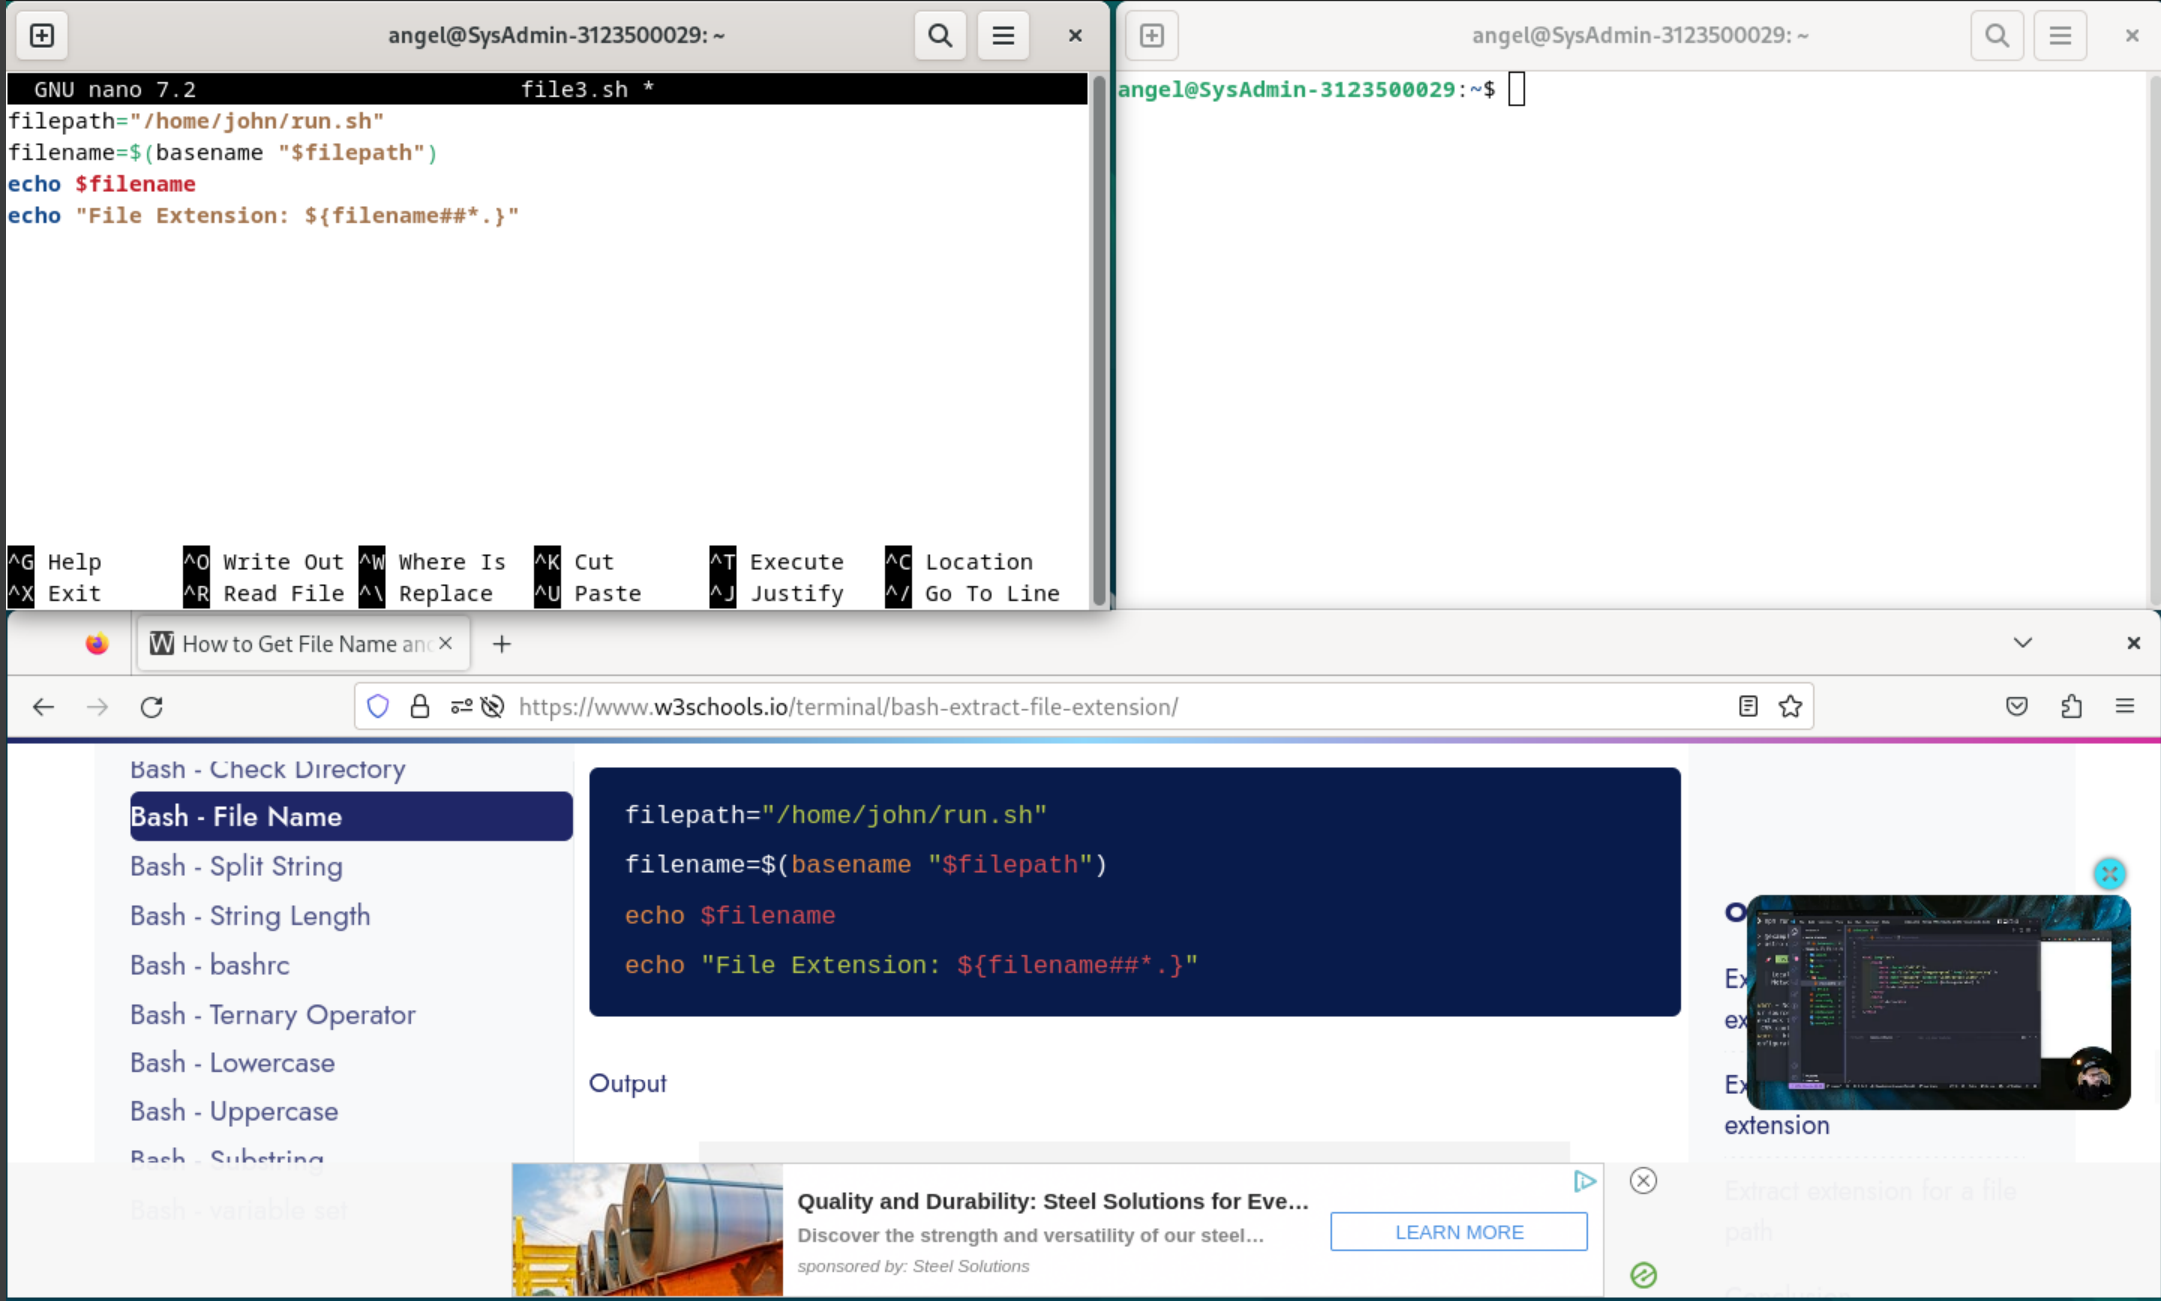 angel@SysAdmin-3123500029: ~
GNU nano 7.2 file3.sh *
filepath="/home/john/run.sh"
filename=$(basename "$filepath")
echo $filename
echo "File Extension: ${filename##*.}"
^G Help ^O Write Out ^W Where Is ^K Cut ^T Execute ^C Location
^X Exit ^R Read File ^\ Replace ^U Paste ^J Justify ^/ Go To Line
angel@SysAdmin-3123500029: ~
angel@SysAdmin-3123500029:~$
How to Get File Name an
https://www.w3schools.io/terminal/bash-extract-file-extension/
Bash - Check Directory
Bash - File Name
Bash - Split String
Bash - String Length
Bash - bashrc
Bash - Ternary Operator
Bash - Lowercase
Bash - Uppercase
Bash - Substring
Bash - variable set
filepath="/home/john/run.sh"
filename=$(basename "$filepath")
echo $filename
echo "File Extension: ${filename##*.}"
Output
extension
Extract extension for a file
path
Conclusion
Quality and Durability: Steel Solutions for Eve...
Discover the strength and versatility of our steel...
sponsored by: Steel Solutions
LEARN MORE